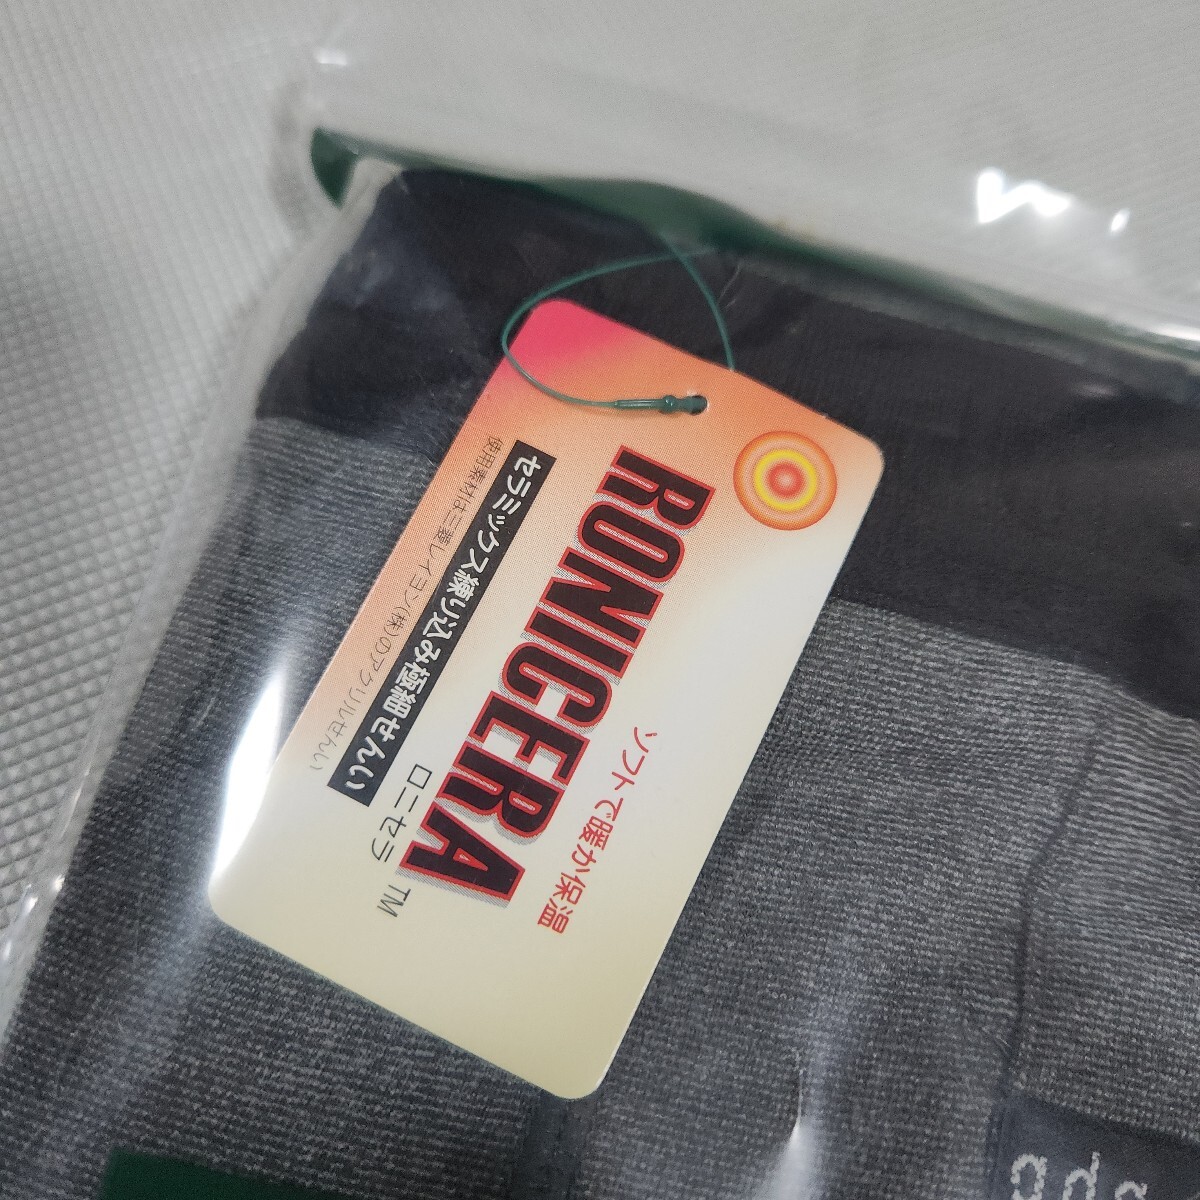 ソフトで暖か保温
RONICERA
ロニセラ TM
セラミックス練り込み極細せんい
使用素材は三菱レイヨン(株)のアクリルせんい